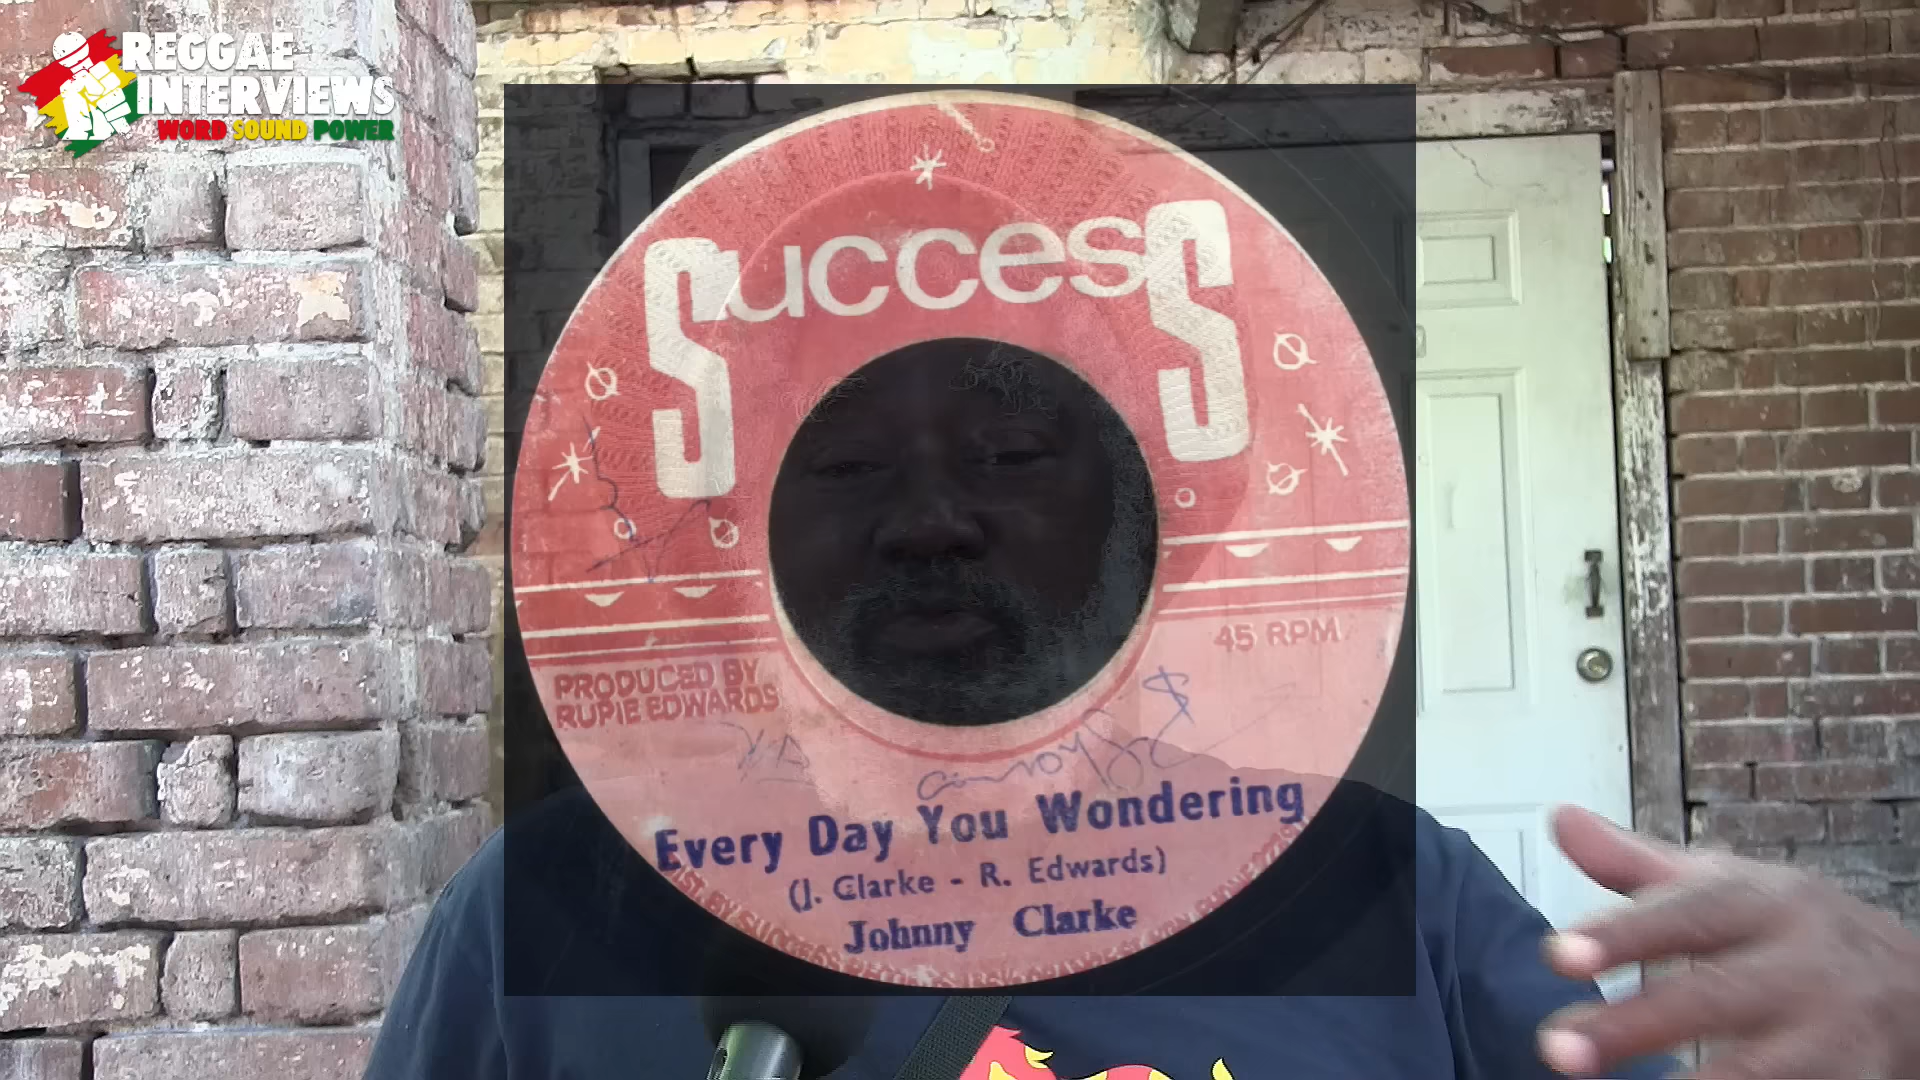 REGGAE
INTERVIEWS
WORD SOUND POWER
SuccesS
45 RPM
PRODUCED BY
RUPIE EDWARDS
Every Day You Wondering
(J. Clarke - R. Edwards)
Johnny Clarke